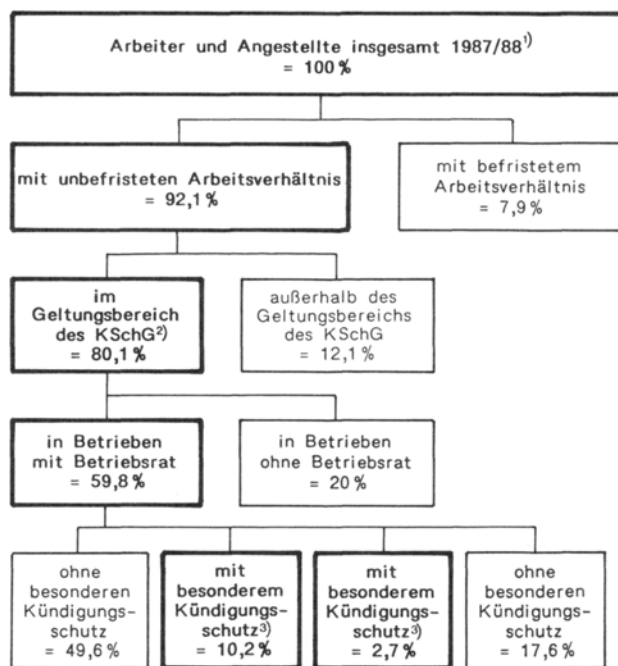 Arbeiter und Angestellte insgesamt 1987/88¹⁾
= 100%
mit unbefristeten Arbeitsverhältnis
= 92,1%
mit befristetem
Arbeitsverhältnis
= 7,9%
im
Geltungsbereich
des KSchG²⁾
= 80,1%
außerhalb des
Geltungsbereichs
des KSchG
= 12,1%
in Betrieben
mit Betriebsrat
= 59,8%
in Betrieben
ohne Betriebsrat
= 20%
ohne
besonderen
Kündigungs-
schutz
= 49,6%
mit
besonderem
Kündigungs-
schutz³⁾
= 10,2%
mit
besonderem
Kündigungs-
schutz³⁾
= 2,7%
ohne
besonderen
Kündigungs-
schutz
= 17,6%